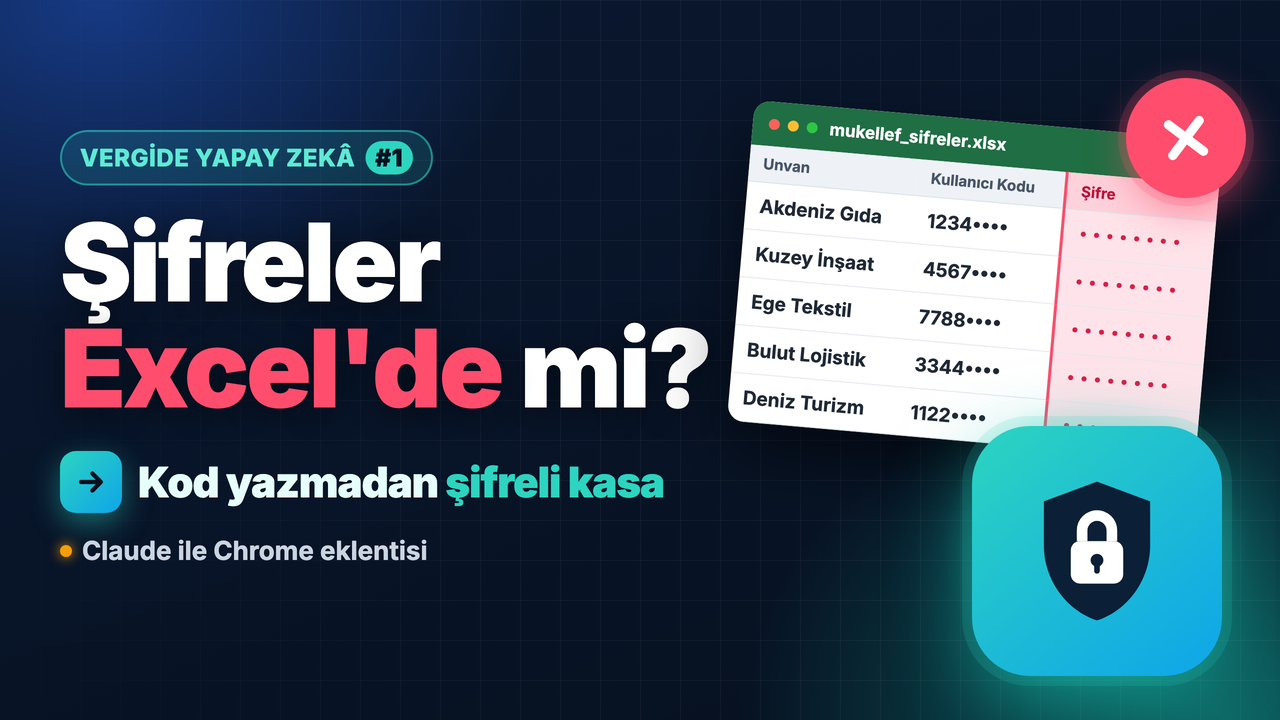 VERGİDE YAPAY ZEKÂ #1
Şifreler
Excel'de mi?
Kod yazmadan şifreli kasa
Claude ile Chrome eklentisi
mukellef_sifreler.xlsx
Unvan Kullanıcı Kodu Şifre
Akdeniz Gıda 1234•••• ••••••••
Kuzey İnşaat 4567•••• ••••••••
Ege Tekstil 7788•••• ••••••••
Bulut Lojistik 3344•••• ••••••••
Deniz Turizm 1122••••